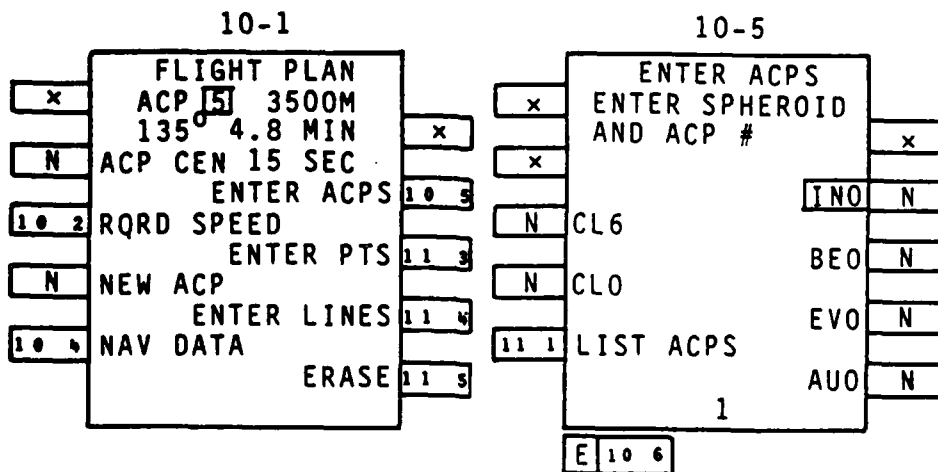 10-1
FLIGHT PLAN
x
ACP 5 3500M
135° 4.8 MIN
x
N
ACP CEN 15 SEC
ENTER ACPS
10 5
10 2
RQRD SPEED
ENTER PTS
11 3
N
NEW ACP
ENTER LINES
11 4
10 4
NAV DATA
ERASE
11 5
10-5
ENTER ACPS
x
ENTER SPHEROID
AND ACP #
x
x
INO
N
N
CL6
BEO
N
N
CLO
EVO
N
11 1
LIST ACPS
AUO
N
1
E 10 6